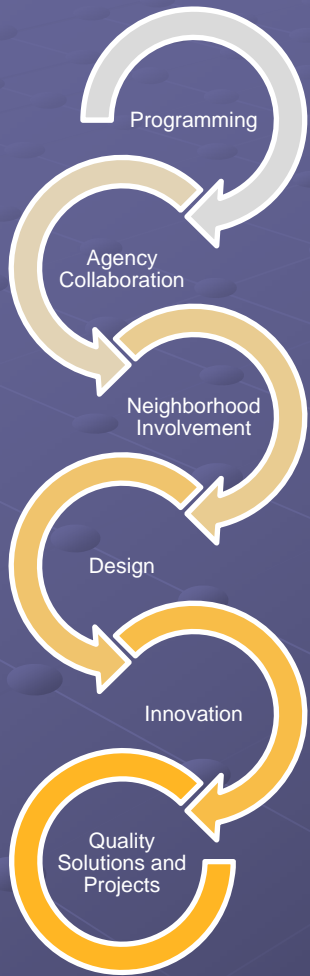 Programming
Agency
Collaboration
Neighborhood
Involvement
Design
Innovation
Quality
Solutions and
Projects